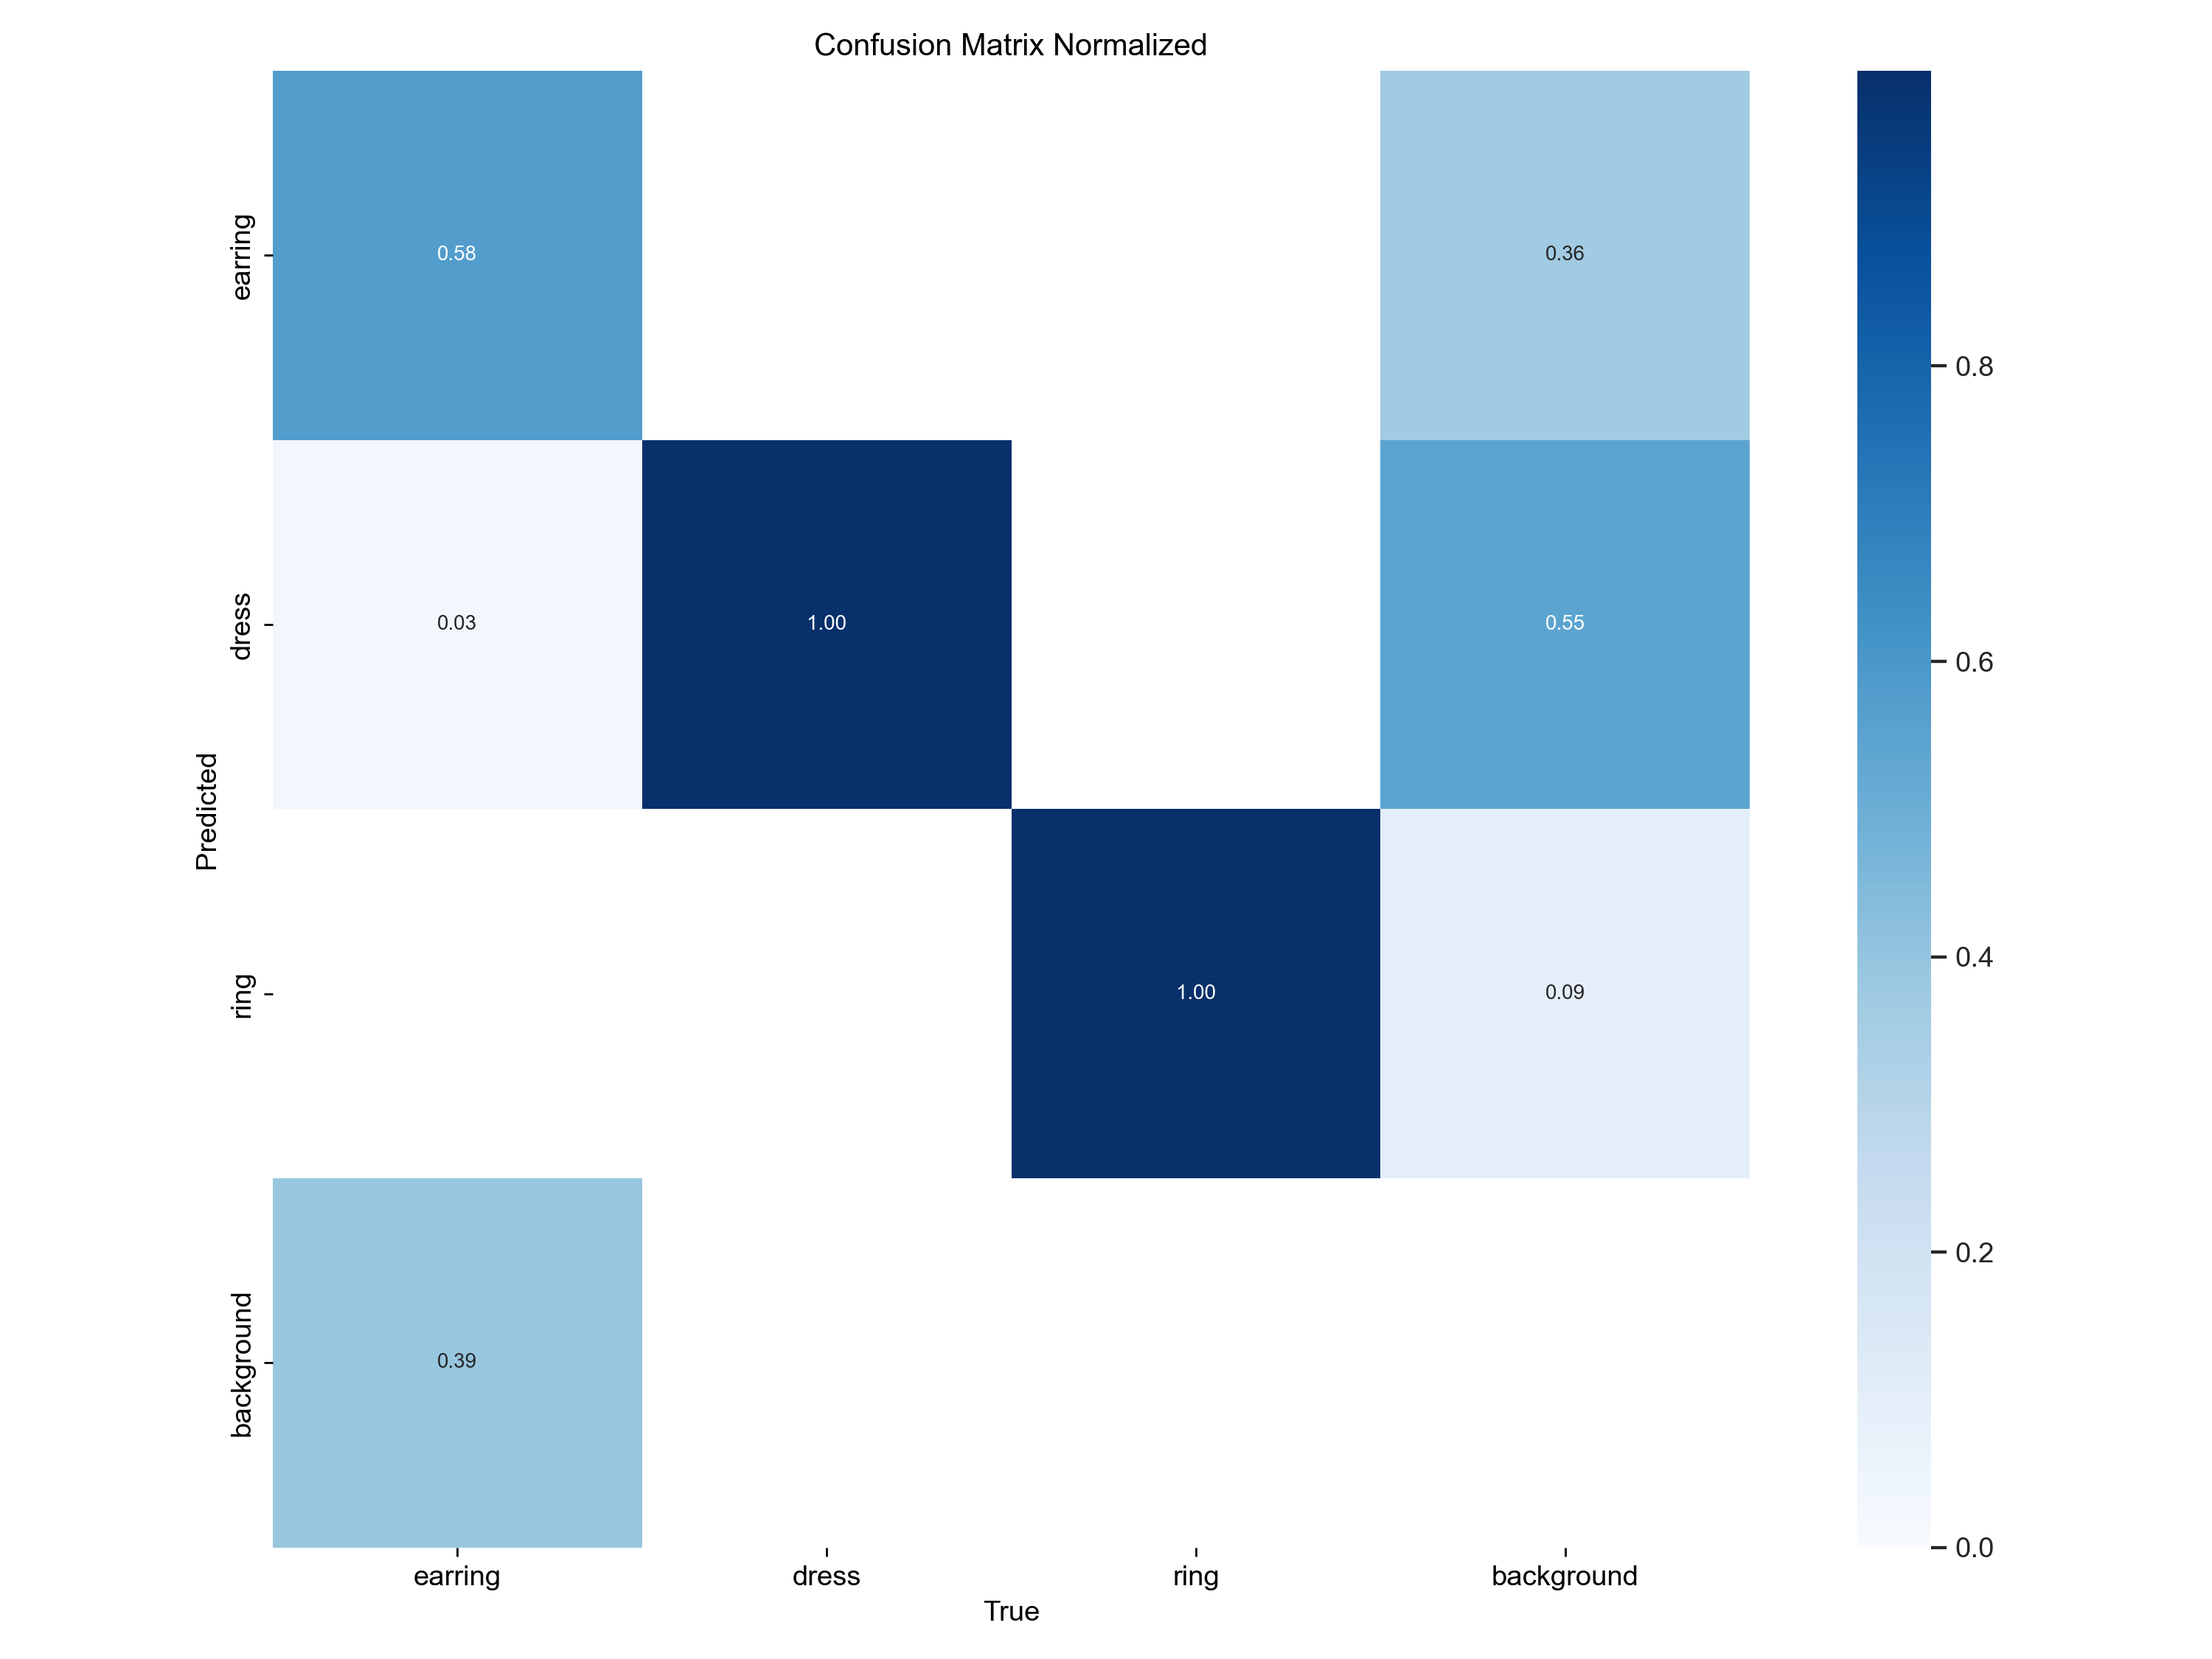 Confusion Matrix Normalized
earring
0.58
0.36
dress
0.03
1.00
0.55
ring
1.00
0.09
background
0.39
earring
dress
ring
background
True
Predicted
0.8
0.6
0.4
0.2
0.0